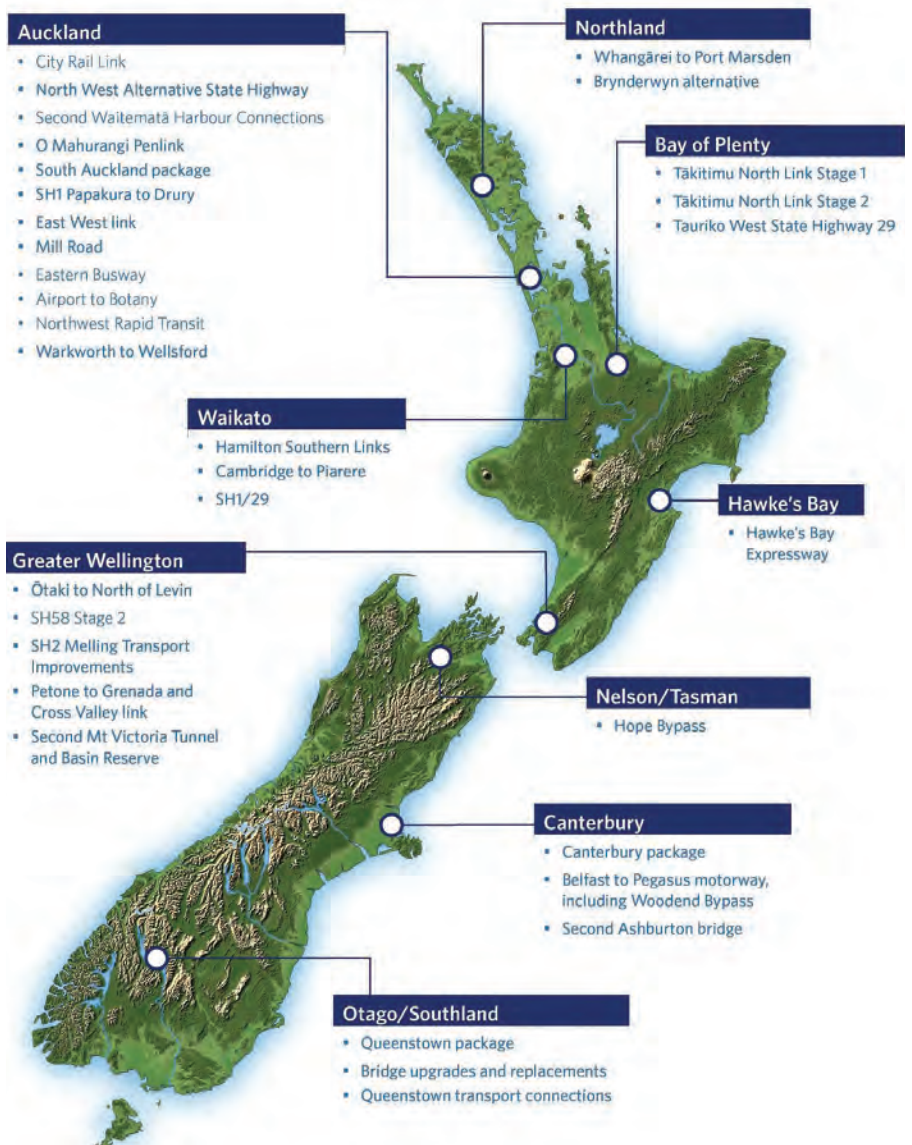 Auckland
• City Rail Link
• North West Alternative State Highway
• Second Waitematā Harbour Connections
• O Mahurangi Penlink
• South Auckland package
• SH1 Papakura to Drury
• East West link
• Mill Road
• Eastern Busway
• Airport to Botany
• Northwest Rapid Transit
• Warkworth to Wellsford
Northland
• Whangārei to Port Marsden
• Brynderwyn alternative
Bay of Plenty
• Tākitimu North Link Stage 1
• Tākitimu North Link Stage 2
• Tauriko West State Highway 29
Waikato
• Hamilton Southern Links
• Cambridge to Piarere
• SH1/29
Hawke's Bay
• Hawke's Bay
Expressway
Greater Wellington
• Ōtaki to North of Levin
• SH58 Stage 2
• SH2 Melling Transport
Improvements
• Petone to Grenada and
Cross Valley link
• Second Mt Victoria Tunnel
and Basin Reserve
Nelson/Tasman
• Hope Bypass
Canterbury
• Canterbury package
• Belfast to Pegasus motorway,
including Woodend Bypass
• Second Ashburton bridge
Otago/Southland
• Queenstown package
• Bridge upgrades and replacements
• Queenstown transport connections